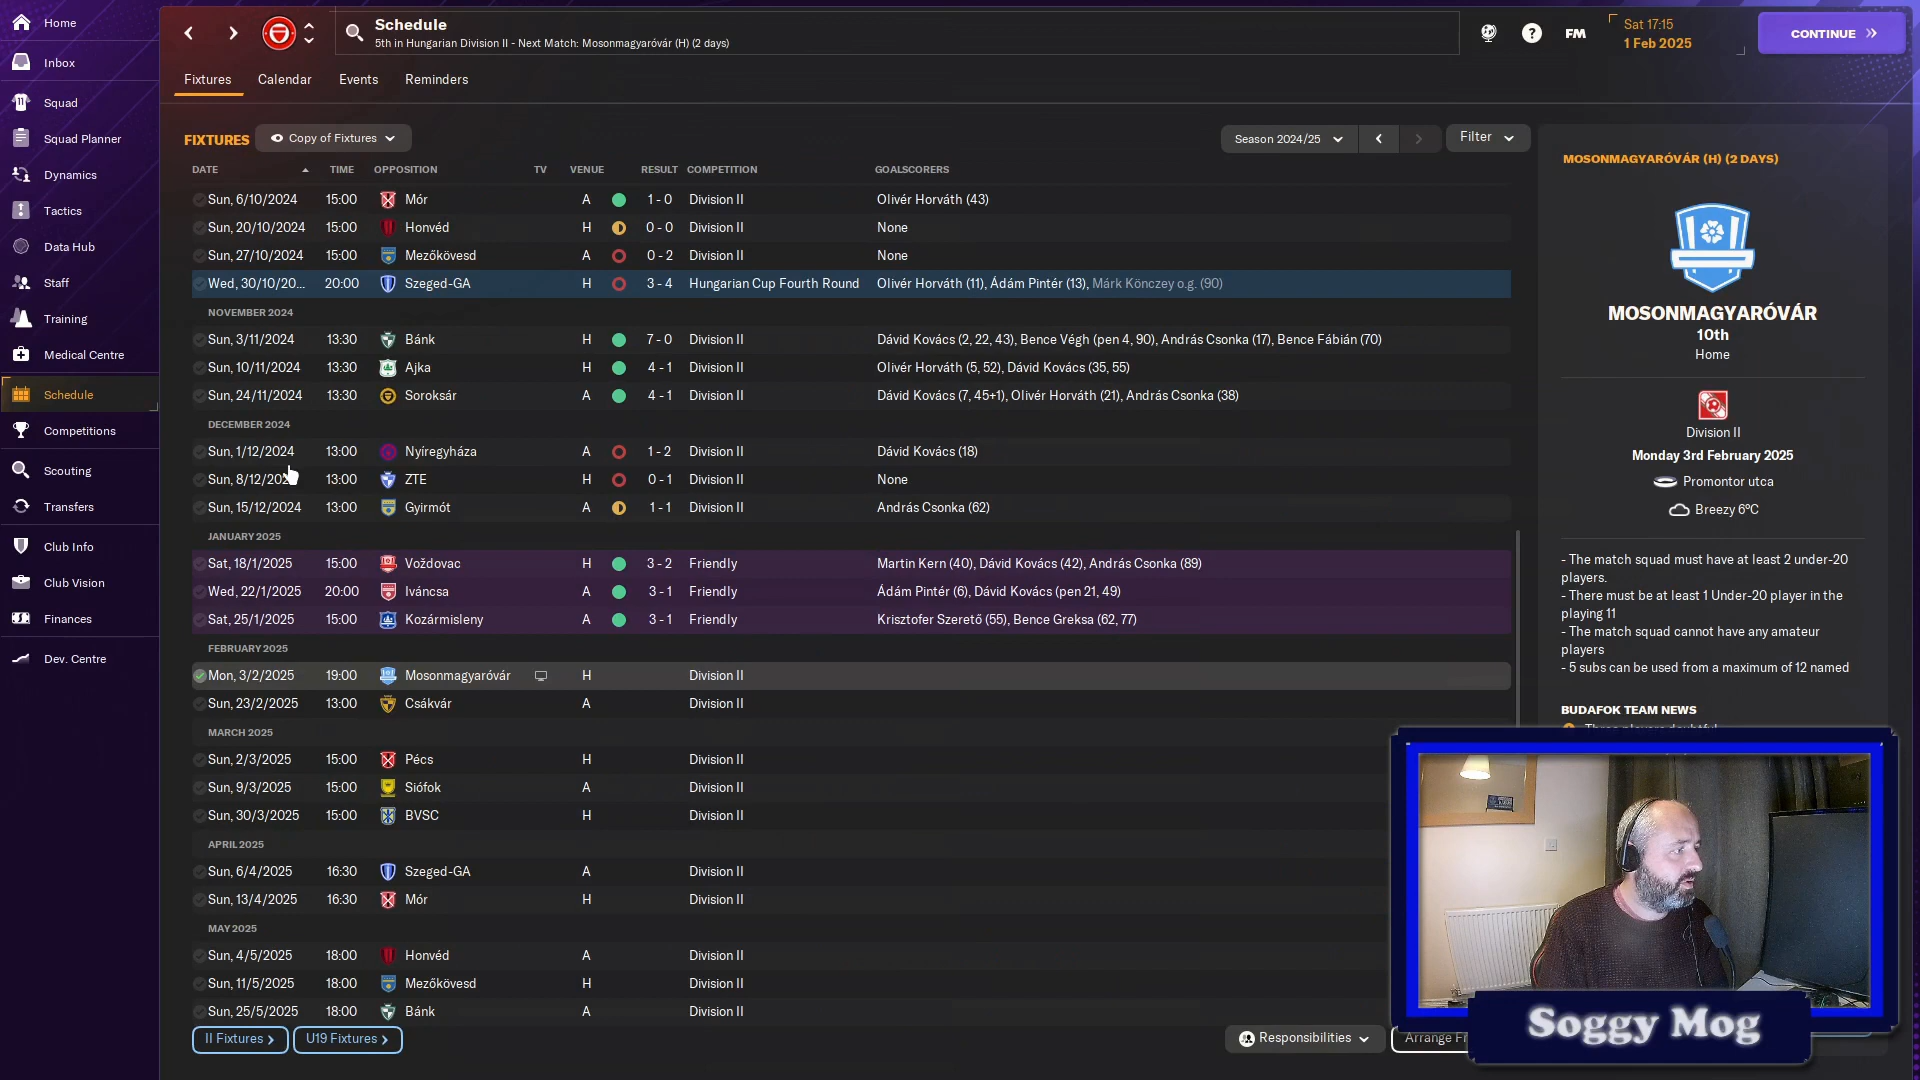 Home
Inbox
Squad
Squad Planner
Dynamics
Tactics
Data Hub
Staff
Training
Medical Centre
Schedule
Competitions
Scouting
Transfers
Club Info
Club Vision
Finances
Dev. Centre
Schedule
5th in Hungarian Division II - Next Match: Mosonmagyaróvár (H) (2 days)
FM
Sat 17:15
1 Feb 2025
CONTINUE
Fixtures Calendar Events Reminders
FIXTURES Copy of Fixtures Season 2024/25 Filter
DATE TIME OPPOSITION TV VENUE RESULT COMPETITION GOALSCORERS
Sun, 6/10/2024 15:00 Mór A 1 - 0 Division II Olivér Horváth (43)
Sun, 20/10/2024 15:00 Honvéd H 0 - 0 Division II None
Sun, 27/10/2024 15:00 Mezőkövesd A 0 - 2 Division II None
Wed, 30/10/20... 20:00 Szeged-GA H 3 - 4 Hungarian Cup Fourth Round Olivér Horváth (11), Ádám Pintér (13), Márk Könczey o.g. (90)
NOVEMBER 2024
Sun, 3/11/2024 13:30 Bánk H 7 - 0 Division II Dávid Kovács (2, 22, 43), Bence Végh (pen 4, 90), András Csonka (17), Bence Fábián (70)
Sun, 10/11/2024 13:30 Ajka H 4 - 1 Division II Olivér Horváth (5, 52), Dávid Kovács (35, 55)
Sun, 24/11/2024 13:30 Soroksár A 4 - 1 Division II Dávid Kovács (7, 45+1), Olivér Horváth (21), András Csonka (38)
DECEMBER 2024
Sun, 1/12/2024 13:00 Nyíregyháza A 1 - 2 Division II Dávid Kovács (18)
Sun, 8/12/202 13:00 ZTE H 0 - 1 Division II None
Sun, 15/12/2024 13:00 Gyirmót A 1 - 1 Division II András Csonka (62)
JANUARY 2025
Sat, 18/1/2025 15:00 Voždovac H 3 - 2 Friendly Martin Kern (40), Dávid Kovács (42), András Csonka (89)
Wed, 22/1/2025 20:00 Iváncsa A 3 - 1 Friendly Ádám Pintér (6), Dávid Kovács (pen 21, 49)
Sat, 25/1/2025 15:00 Kozármisleny A 3 - 1 Friendly Krisztofer Szerető (55), Bence Greksa (62, 77)
FEBRUARY 2025
Mon, 3/2/2025 19:00 Mosonmagyaróvár H Division II
Sun, 23/2/2025 13:00 Csákvár A Division II
MARCH 2025
Sun, 2/3/2025 15:00 Pécs H Division II
Sun, 9/3/2025 15:00 Siófok A Division II
Sun, 30/3/2025 15:00 BVSC H Division II
APRIL 2025
Sun, 6/4/2025 16:30 Szeged-GA A Division II
Sun, 13/4/2025 16:30 Mór H Division II
MAY 2025
Sun, 4/5/2025 18:00 Honvéd A Division II
Sun, 11/5/2025 18:00 Mezőkövesd H Division II
Sun, 25/5/2025 18:00 Bánk A Division II
II Fixtures U19 Fixtures Responsibilities Arrange Fr
MOSONMAGYARÓVÁR (H) (2 DAYS)
MOSONMAGYARÓVÁR
10th
Home
Division II
Monday 3rd February 2025
Promontor utca
Breezy 6°C
- The match squad must have at least 2 under-20
players.
- There must be at least 1 Under-20 player in the
playing 11
- The match squad cannot have any amateur
players
- 5 subs can be used from a maximum of 12 named
BUDAFOK TEAM NEWS
Soggy Mog